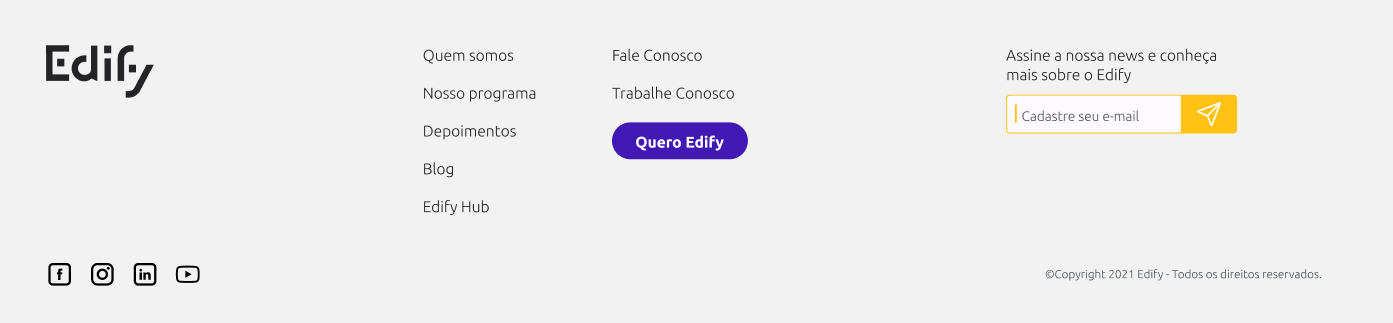 Edify
Quem somos
Nosso programa
Depoimentos
Blog
Edify Hub
Fale Conosco
Trabalhe Conosco
Quero Edify
Assine a nossa news e conheça
mais sobre o Edify
Cadastre seu e-mail
©Copyright 2021 Edify - Todos os direitos reservados.